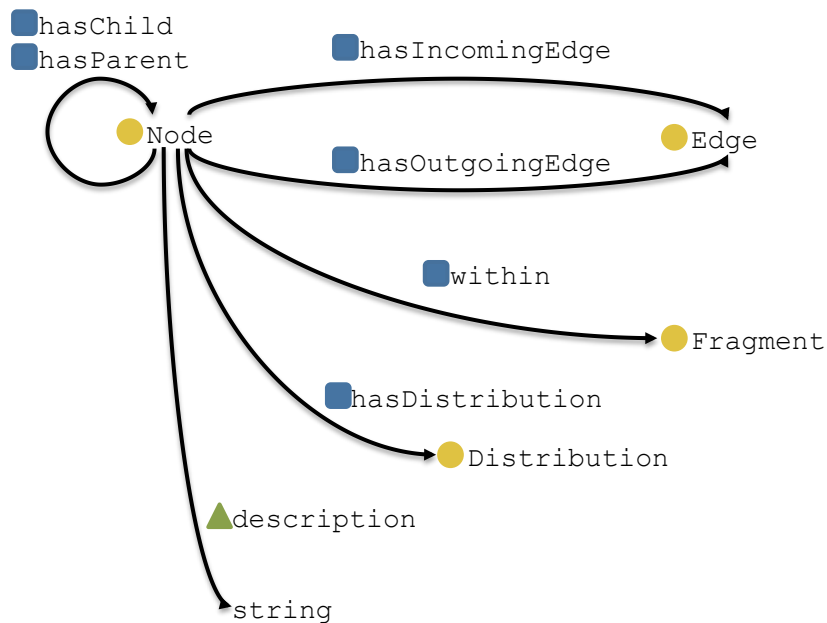 hasChild
hasParent
hasIncomingEdge
Node
Edge
hasOutgoingEdge
within
Fragment
hasDistribution
Distribution
description
string